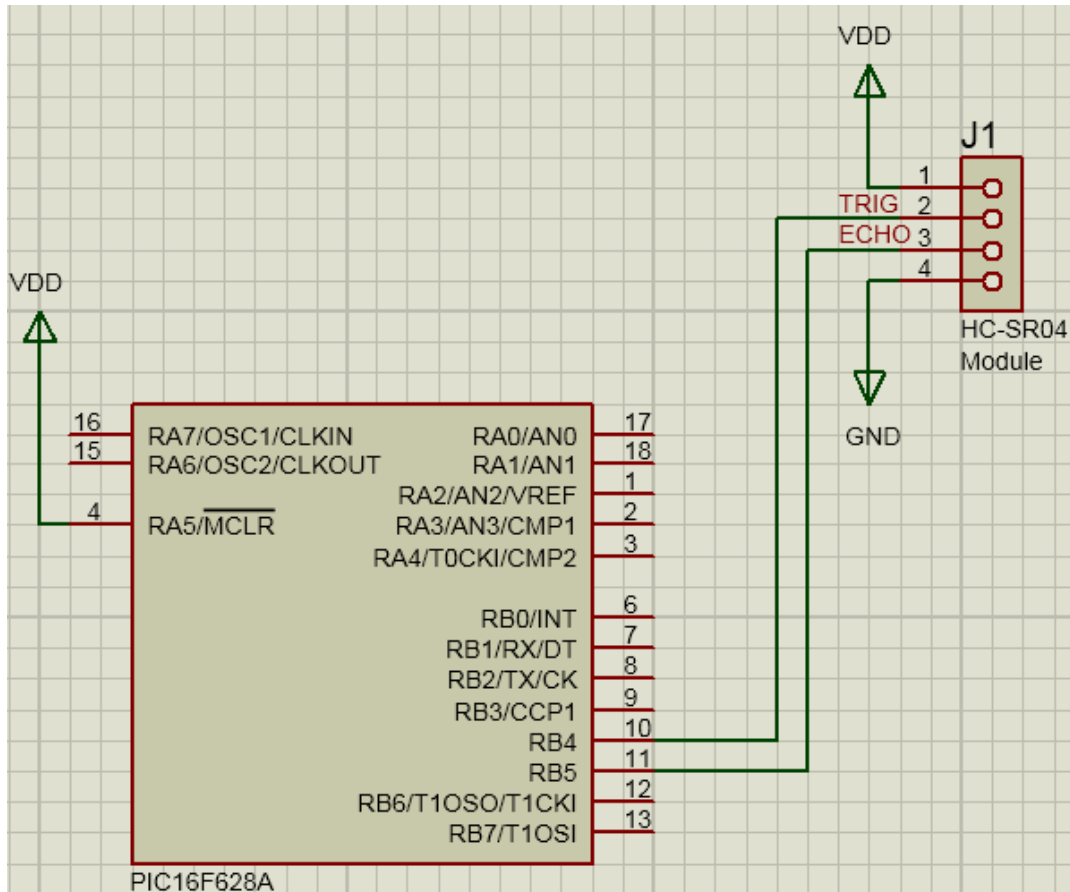 VDD
J1
1
TRIG 2
ECHO 3
4
HC-SR04
Module
GND
VDD
16 RA7/OSC1/CLKIN RA0/AN0 17
15 RA6/OSC2/CLKOUT RA1/AN1 18
RA2/AN2/VREF 1
4 RA5/MCLR RA3/AN3/CMP1 2
RA4/T0CKI/CMP2 3
RB0/INT 6
RB1/RX/DT 7
RB2/TX/CK 8
RB3/CCP1 9
RB4 10
RB5 11
RB6/T1OSO/T1CKI 12
RB7/T1OSI 13
PIC16F628A